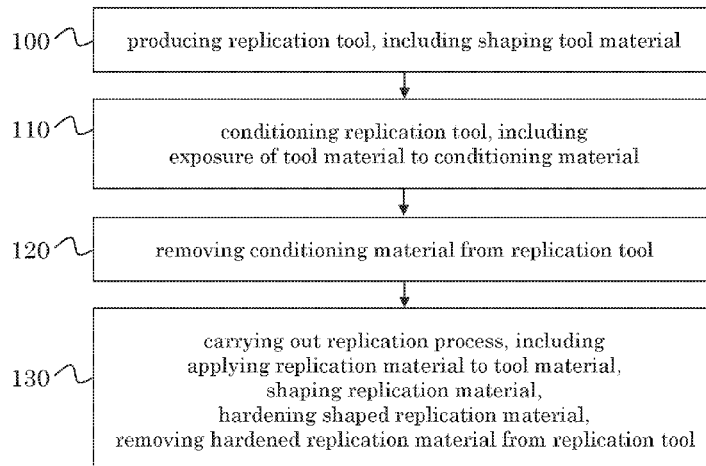 100
producing replication tool, including shaping tool material
110
conditioning replication tool, including
exposure of tool material to conditioning material
120
removing conditioning material from replication tool
130
carrying out replication process, including
applying replication material to tool material,
shaping replication material,
hardening shaped replication material,
removing hardened replication material from replication tool